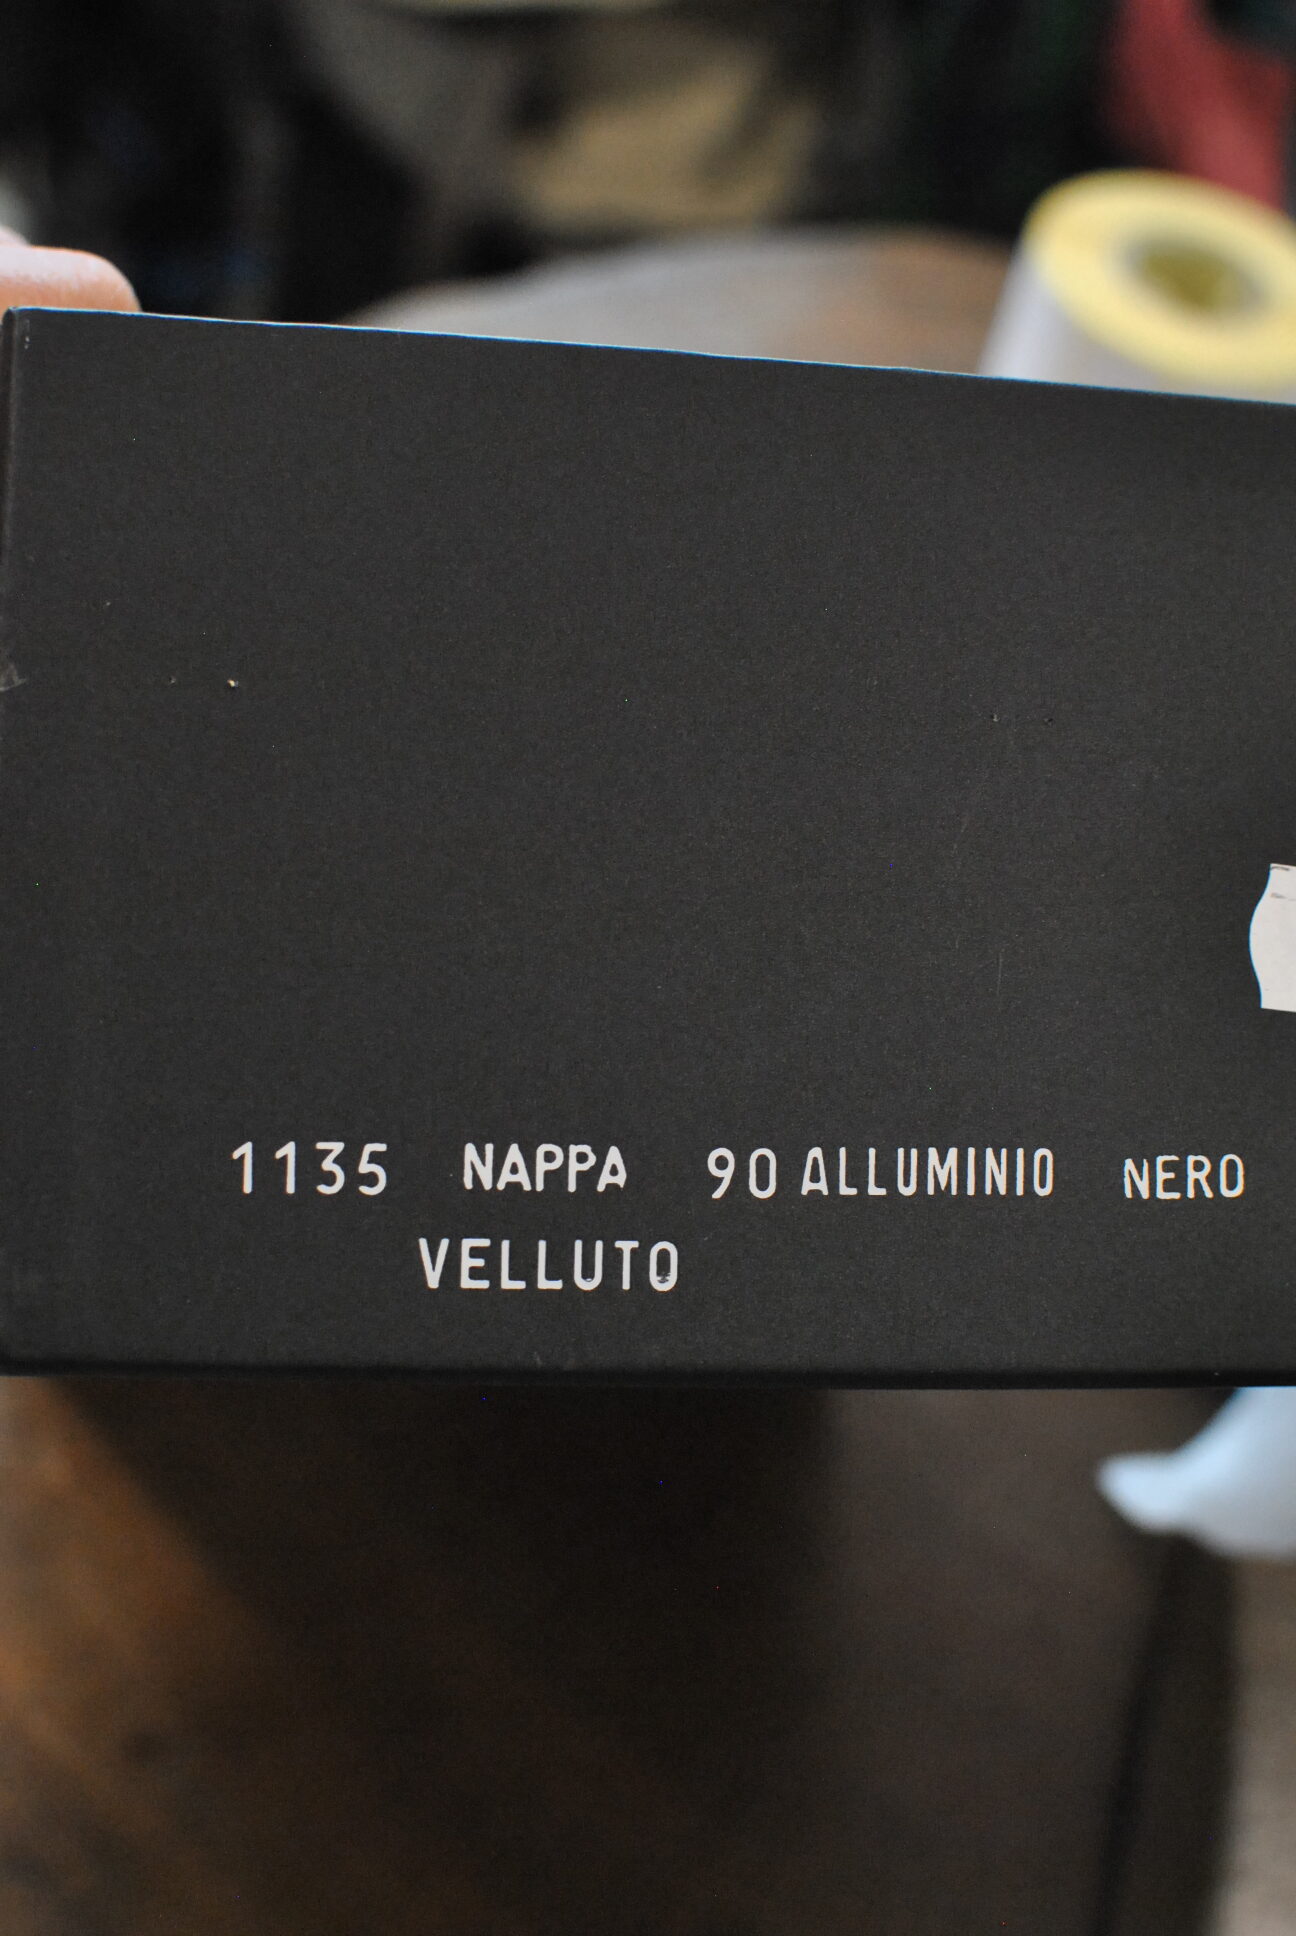 1135 NAPPA 90 ALLUMINIO NERO
VELLUTO